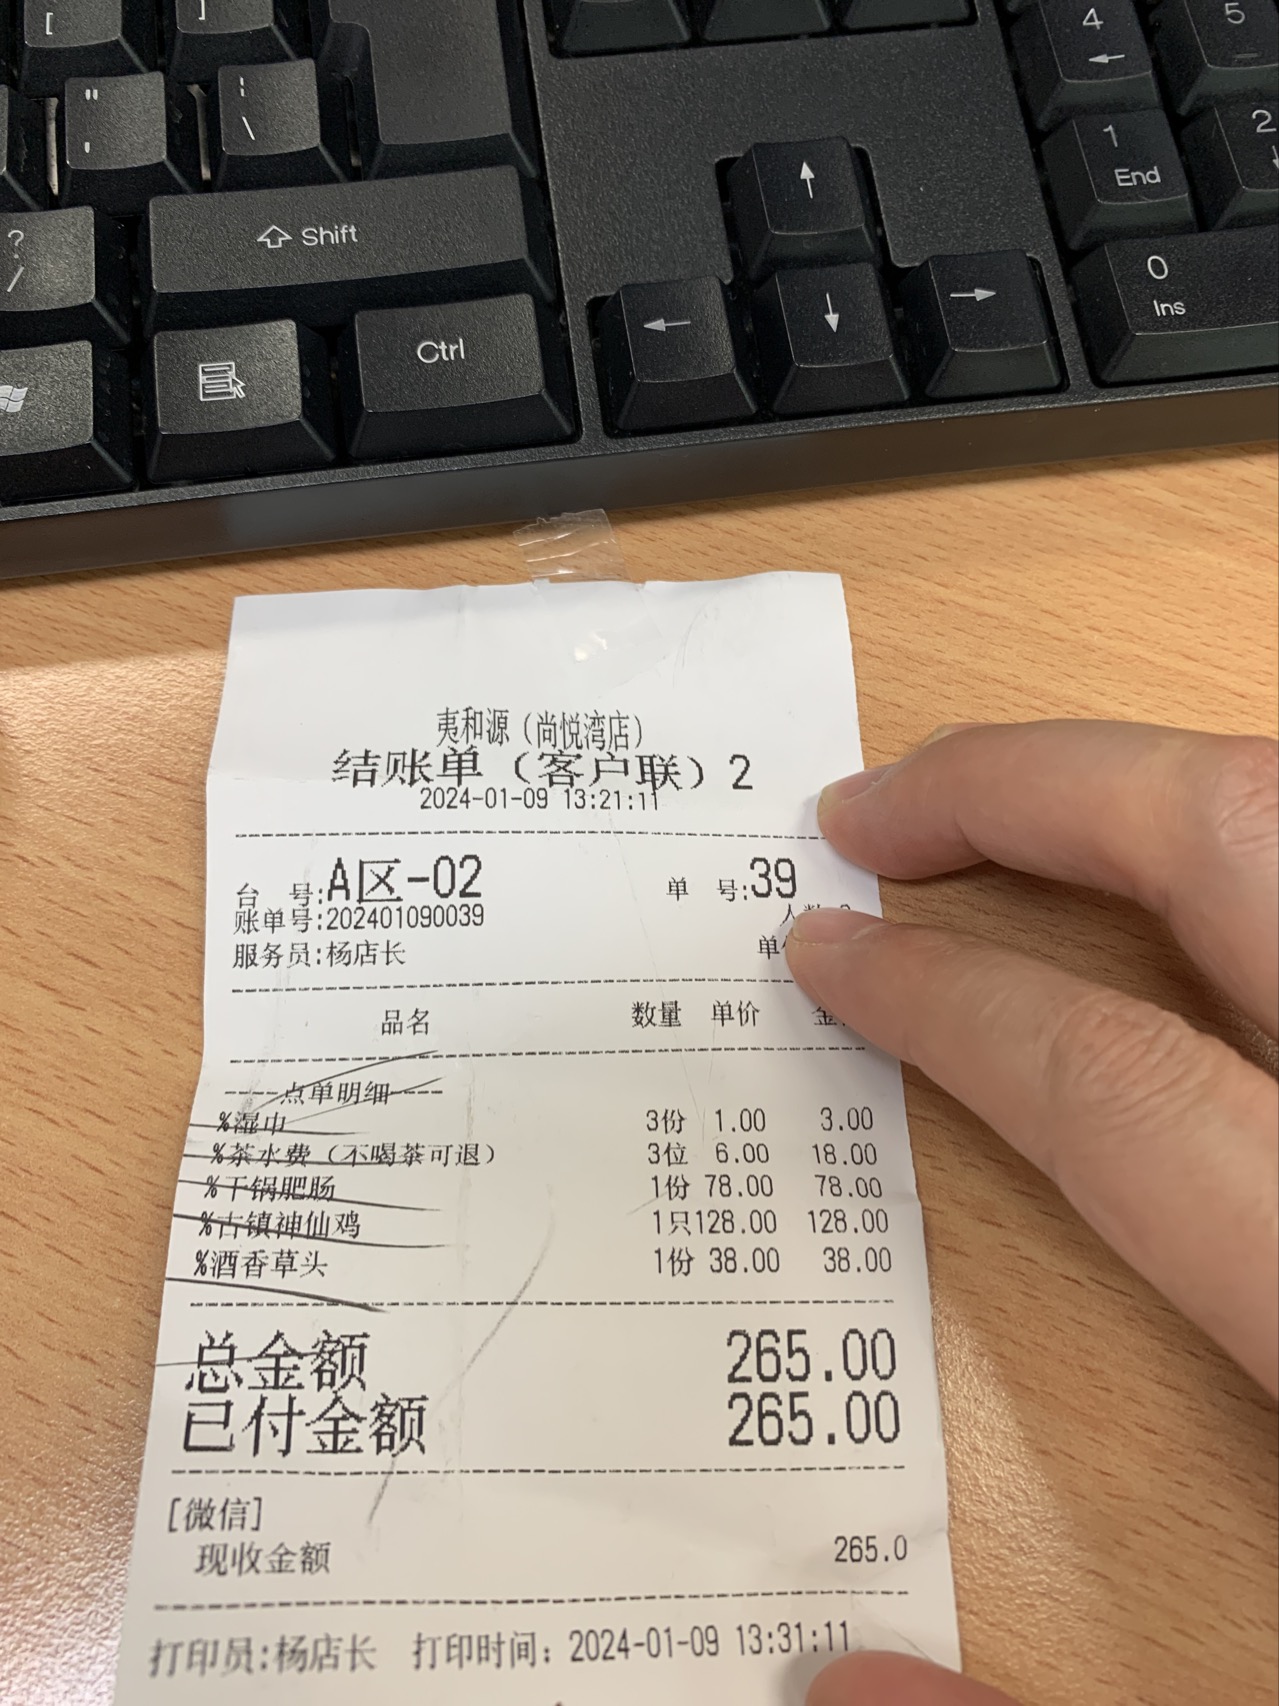 [ ]
4 5
" '
¦ \
1 End
2
? /
Shift
0 Ins
Ctrl
夷和源（尚悦湾店）
结账单（客户联）2
2024-01-09 13:21:11
台 号:A区-02 单 号:39
账单号:202401090039
服务员:杨店长 单
品名 数量 单价
----点单明细----
%湿巾 3份 1.00 3.00
%茶水费（不喝茶可退） 3位 6.00 18.00
%干锅肥肠 1份 78.00 78.00
%古镇神仙鸡 1只128.00 128.00
%酒香草头 1份 38.00 38.00
总金额 265.00
已付金额 265.00
[微信]
现收金额 265.0
打印员:杨店长 打印时间：2024-01-09 13:31:11